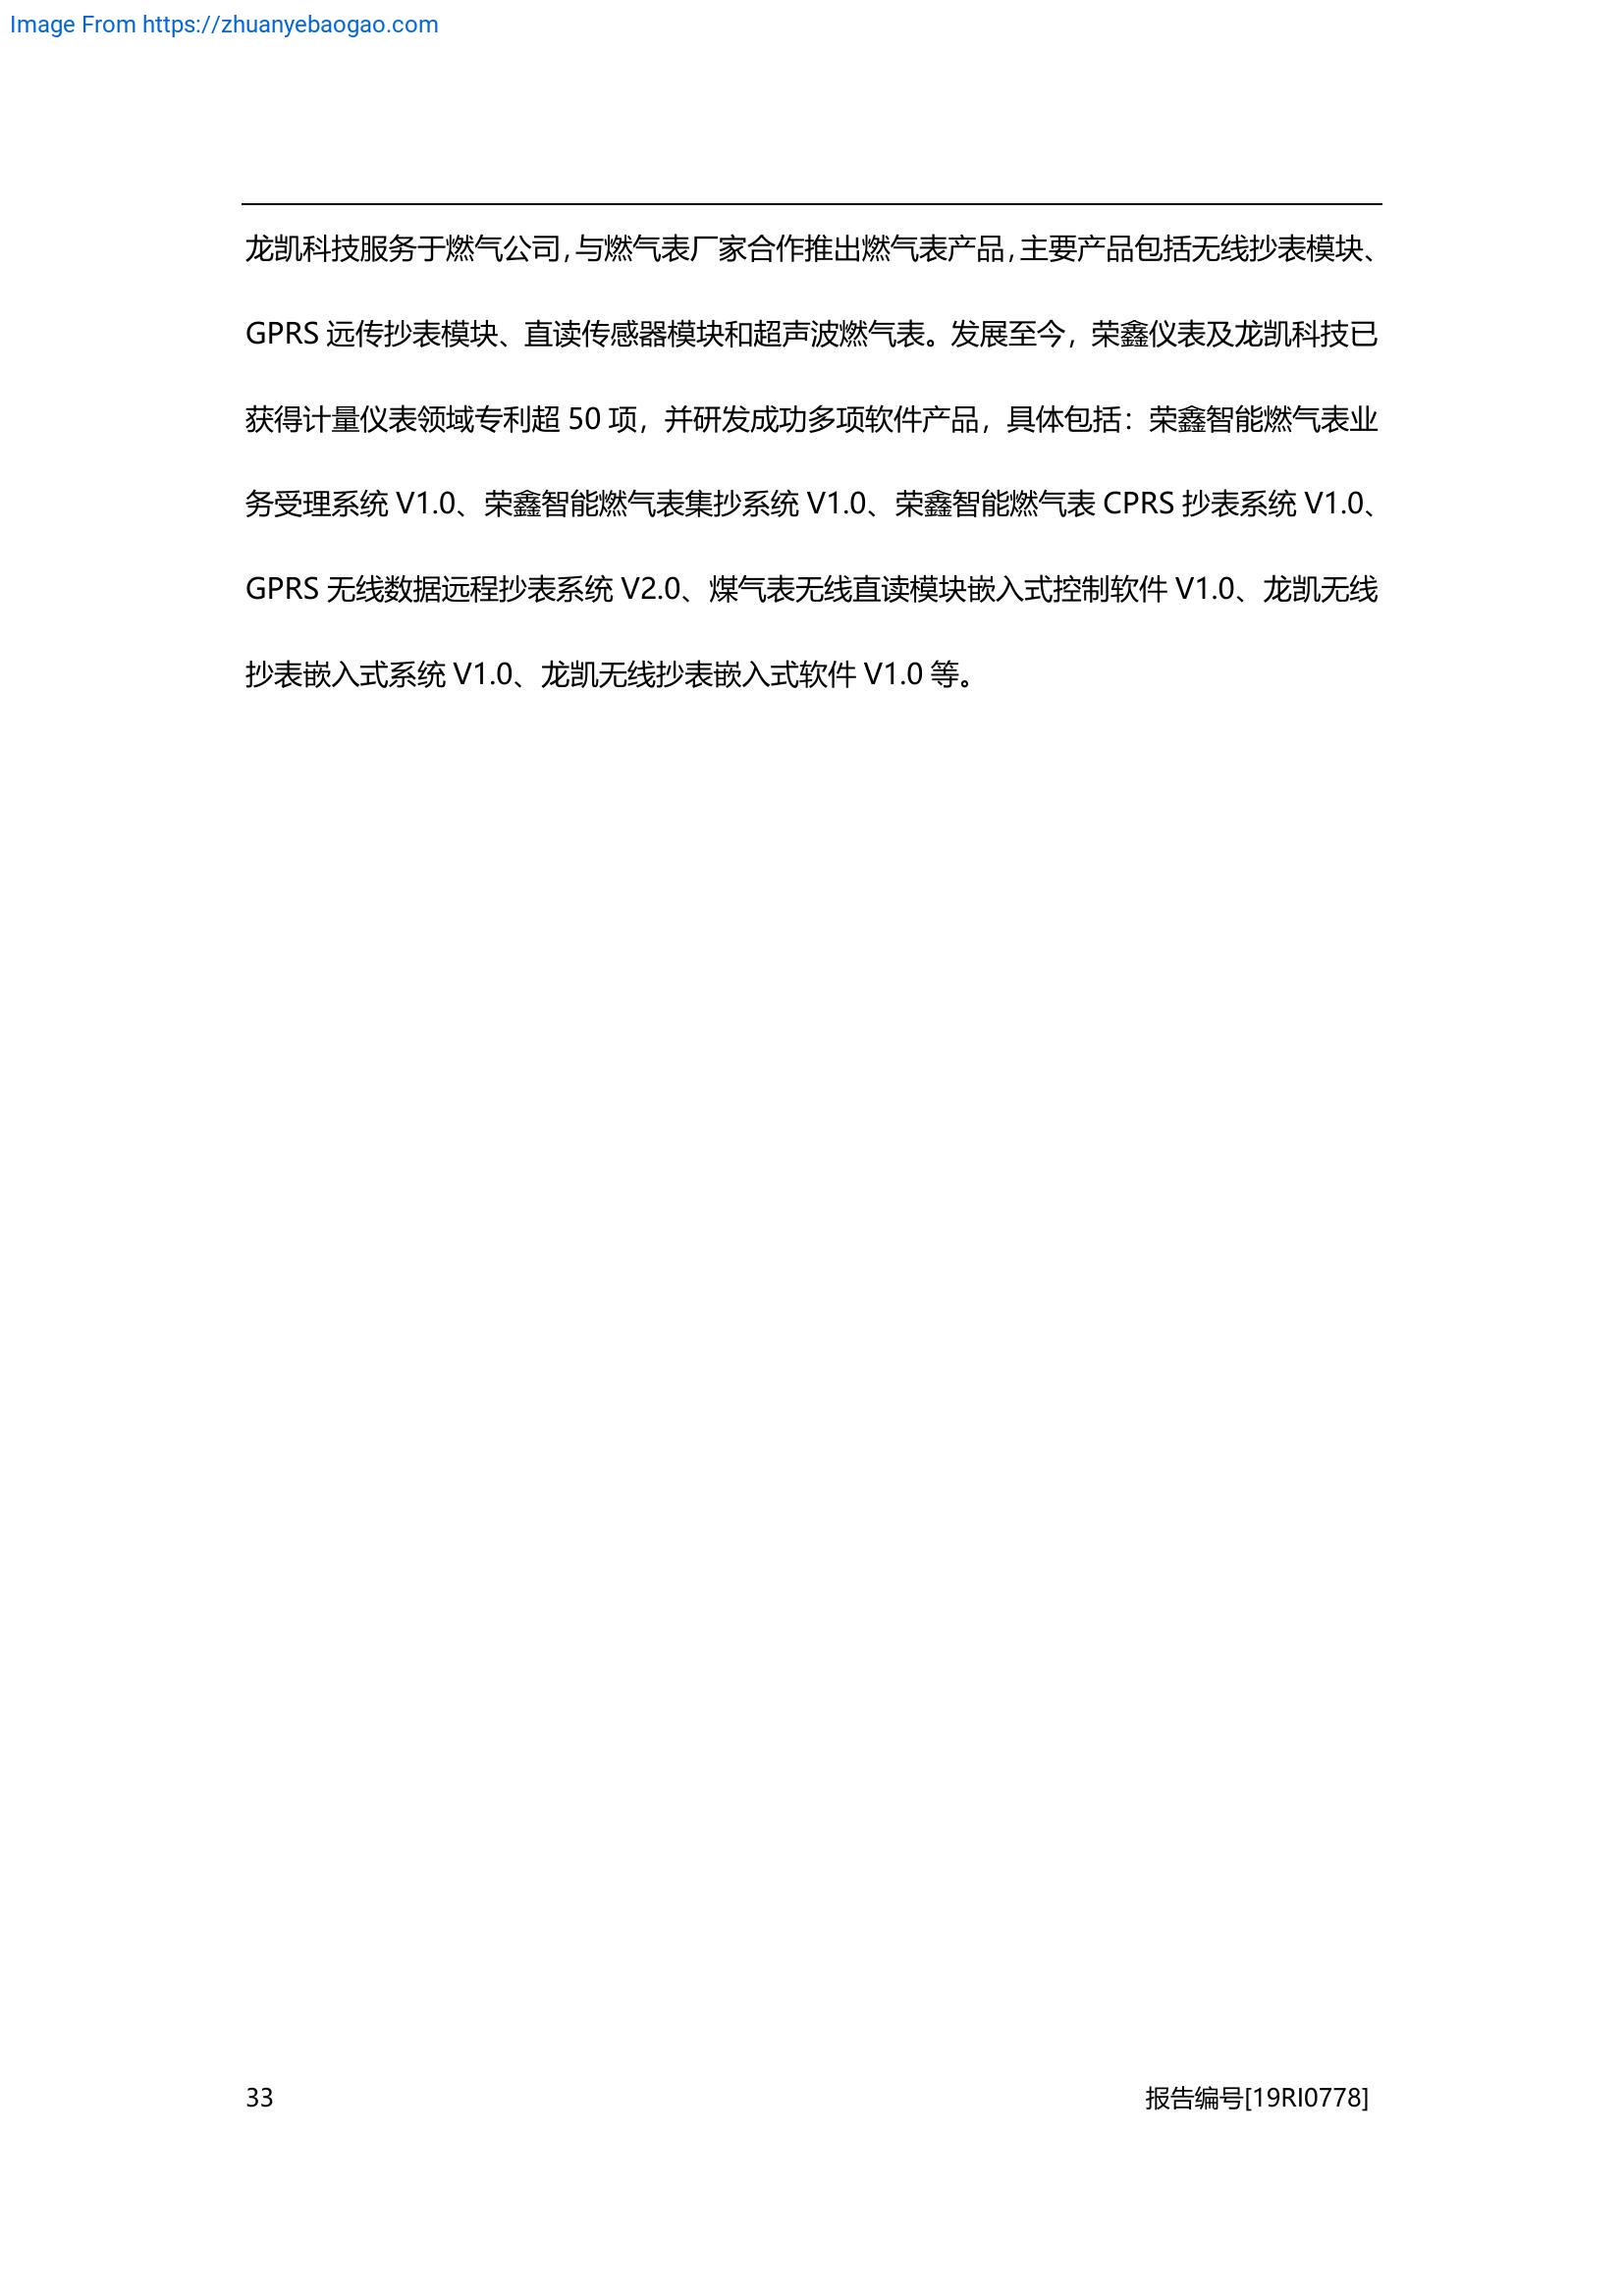 Image From https://zhuanyebaogao.com
龙凯科技服务于燃气公司，与燃气表厂家合作推出燃气表产品，主要产品包括无线抄表模块、
GPRS 远传抄表模块、直读传感器模块和超声波燃气表。发展至今，荣鑫仪表及龙凯科技已
获得计量仪表领域专利超 50 项，并研发成功多项软件产品，具体包括：荣鑫智能燃气表业
务受理系统 V1.0、荣鑫智能燃气表集抄系统 V1.0、荣鑫智能燃气表 CPRS 抄表系统 V1.0、
GPRS 无线数据远程抄表系统 V2.0、煤气表无线直读模块嵌入式控制软件 V1.0、龙凯无线
抄表嵌入式系统 V1.0、龙凯无线抄表嵌入式软件 V1.0 等。
33 报告编号[19RI0778]